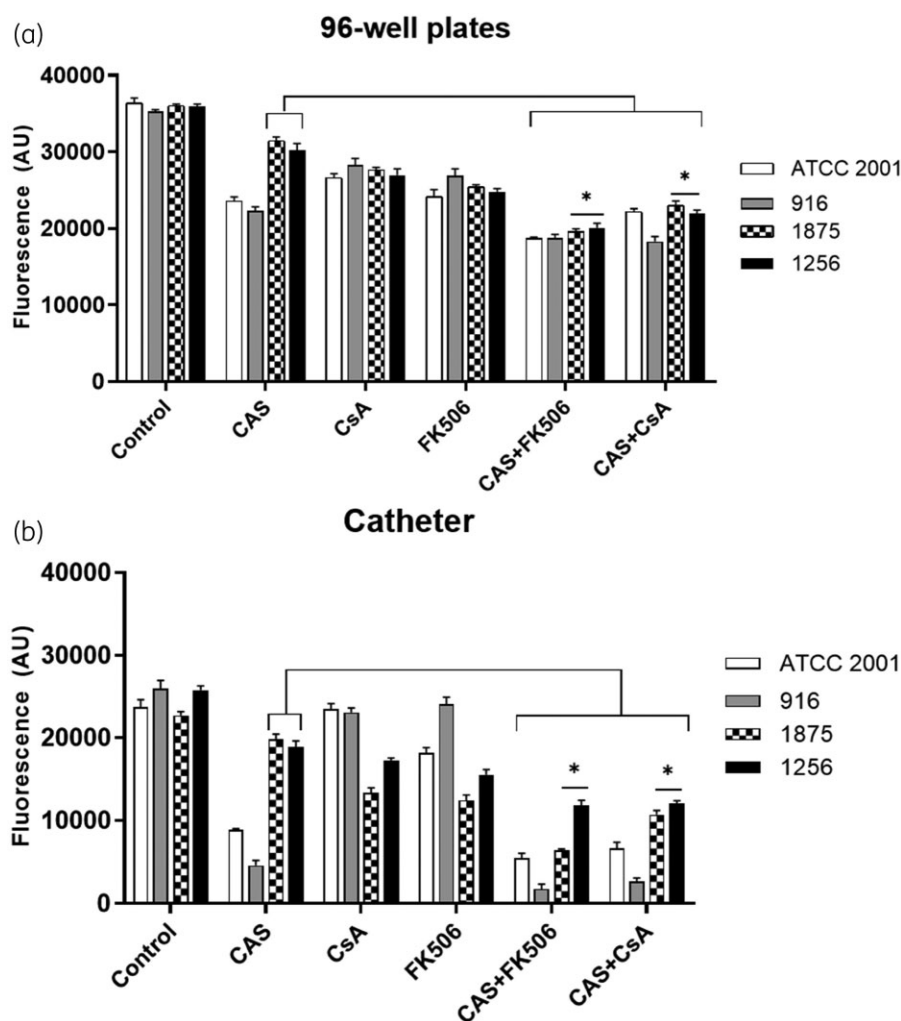 (a)
96-well plates
Fluorescence (AU)
40000
30000
20000
10000
0
Control
CAS
CsA
FK506
CAS+FK506
CAS+CsA
*
*
ATCC 2001
916
1875
1256
(b)
Catheter
Fluorescence (AU)
40000
30000
20000
10000
0
Control
CAS
CsA
FK506
CAS+FK506
CAS+CsA
*
*
ATCC 2001
916
1875
1256